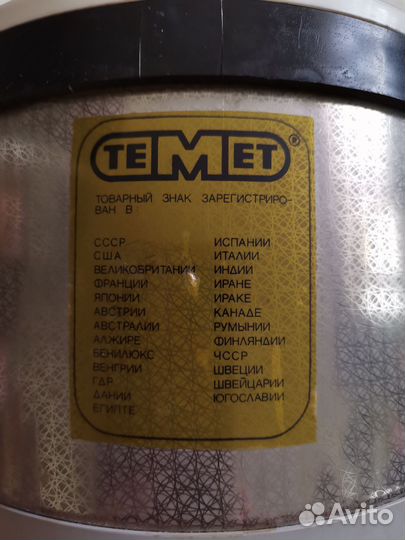 TEMET®
ТОВАРНЫЙ ЗНАК ЗАРЕГИСТРИРО-
ВАН В :
СССР
США
ВЕЛИКОБРИТАНИИ
ФРАНЦИИ
ЯПОНИИ
АВСТРИИ
АВСТРАЛИИ
АЛЖИРЕ
БЕНИЛЮКС
ВЕНГРИИ
ГДР
ДАНИИ
ЕГИПТЕ
ИСПАНИИ
ИТАЛИИ
ИНДИИ
ИРАНЕ
ИРАКЕ
КАНАДЕ
РУМЫНИИ
ФИНЛЯНДИИ
ЧССР
ШВЕЦИИ
ШВЕЙЦАРИИ
ЮГОСЛАВИИ
Avito